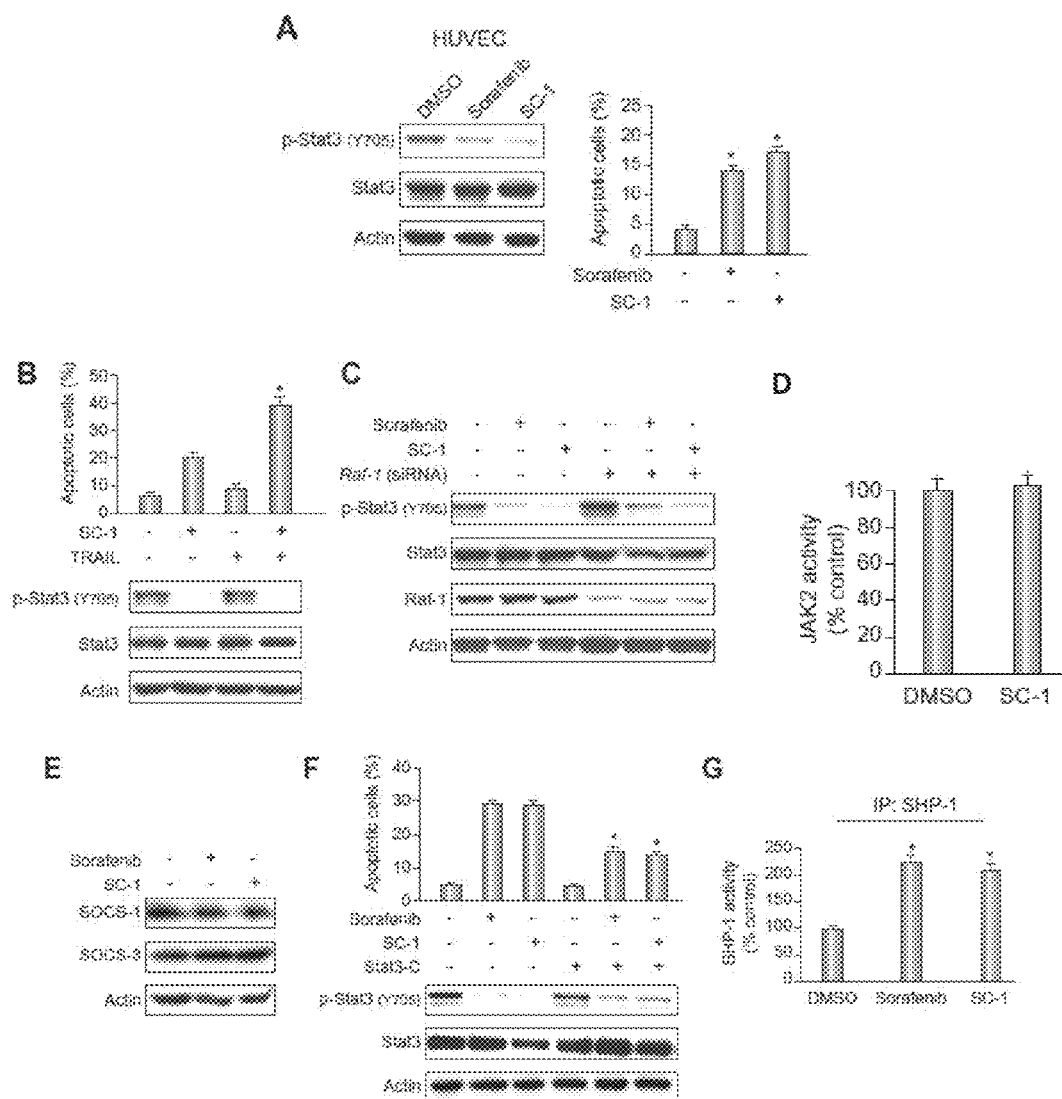 A
HUVEC
DMSO
Sorafenib
SC-1
p-Stat3 (Y705)
Stat3
Actin
Apoptotic cells (%)
25
20
15
10
5
0
*
*
Sorafenib - + -
SC-1 - - +
B
Apoptotic cells (%)
50
40
30
20
10
0
*
SC-1 - + - +
TRAIL - - + +
p-Stat3 (Y705)
Stat3
Actin
C
Sorafenib - + - - + -
SC-1 - - + - - +
Raf-1 (siRNA) - - - + + +
p-Stat3 (Y705)
Stat3
Raf-1
Actin
D
JAK2 activity
(% control)
100
80
60
40
20
0
DMSO SC-1
E
Sorafenib - + -
SC-1 - - +
SOCS-1
SOCS-3
Actin
F
Apoptotic cells (%)
40
30
20
10
0
* *
Sorafenib - + - - + -
SC-1 - - + - - +
Stat3-C - - - + + +
p-Stat3 (Y705)
Stat3
Actin
G
IP: SHP-1
SHP-1 activity
(% control)
250
200
150
100
50
0
* *
DMSO Sorafenib SC-1